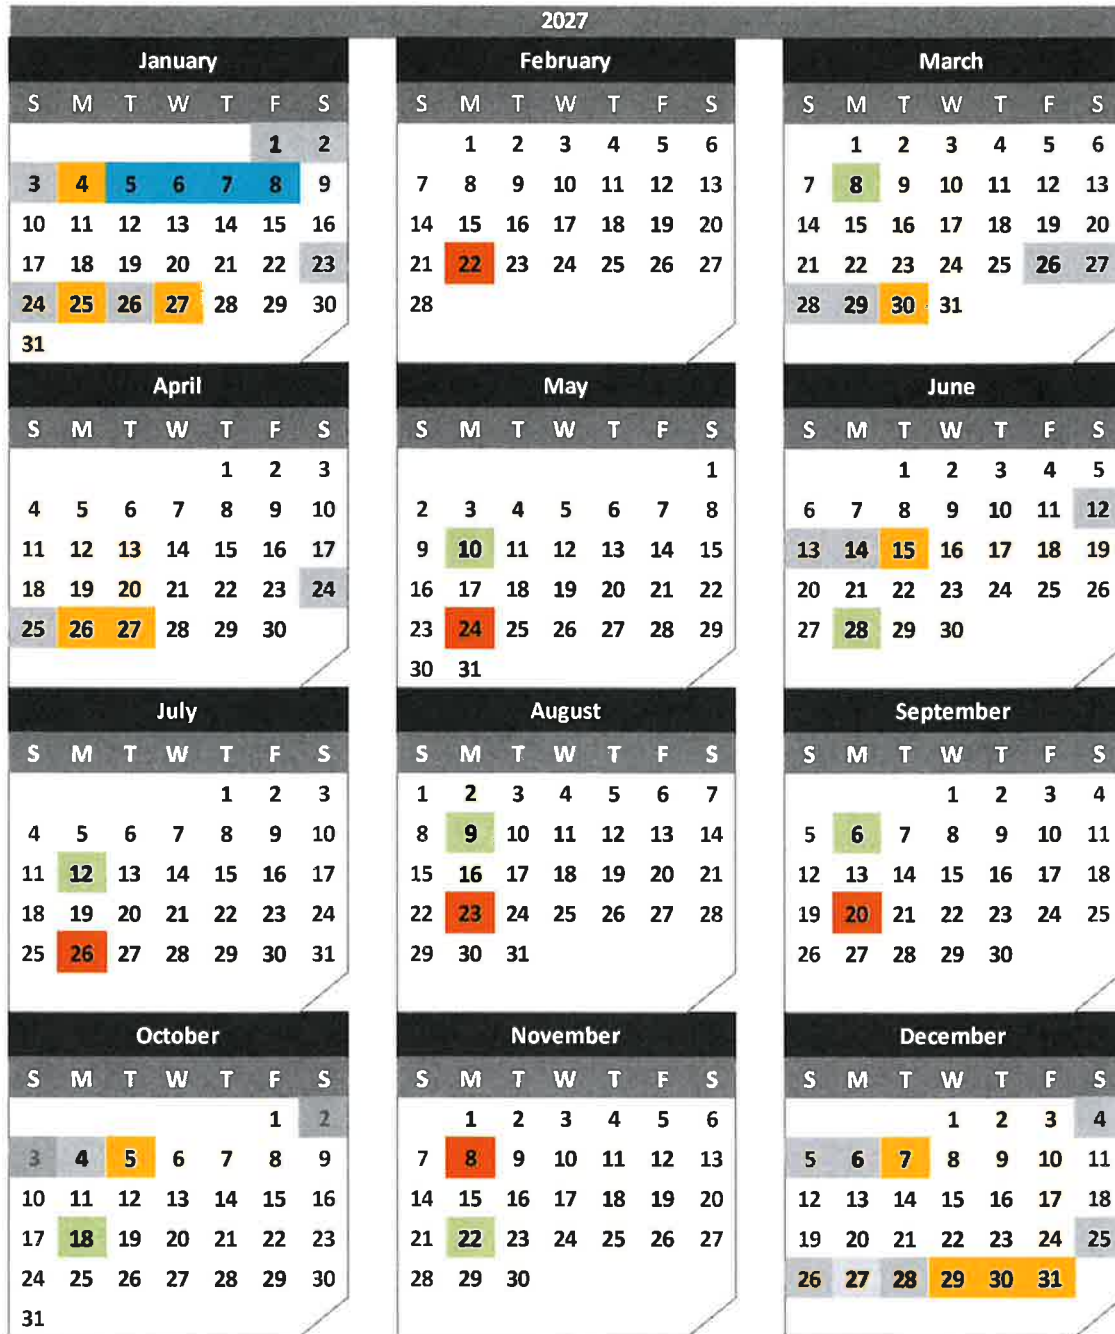 2027
January February March
S M T W T F S S M T W T F S S M T W T F S
1 2 1 2 3 4 5 6 1 2 3 4 5 6
3 4 5 6 7 8 9 7 8 9 10 11 12 13 7 8 9 10 11 12 13
10 11 12 13 14 15 16 14 15 16 17 18 19 20 14 15 16 17 18 19 20
17 18 19 20 21 22 23 21 22 23 24 25 26 27 21 22 23 24 25 26 27
24 25 26 27 28 29 30 28 28 29 30 31
31
April May June
S M T W T F S S M T W T F S S M T W T F S
1 2 3 1 1 2 3 4 5
4 5 6 7 8 9 10 2 3 4 5 6 7 8 6 7 8 9 10 11 12
11 12 13 14 15 16 17 9 10 11 12 13 14 15 13 14 15 16 17 18 19
18 19 20 21 22 23 24 16 17 18 19 20 21 22 20 21 22 23 24 25 26
25 26 27 28 29 30 23 24 25 26 27 28 29 27 28 29 30
30 31
July August September
S M T W T F S S M T W T F S S M T W T F S
1 2 3 1 2 3 4 5 6 7 1 2 3 4
4 5 6 7 8 9 10 8 9 10 11 12 13 14 5 6 7 8 9 10 11
11 12 13 14 15 16 17 15 16 17 18 19 20 21 12 13 14 15 16 17 18
18 19 20 21 22 23 24 22 23 24 25 26 27 28 19 20 21 22 23 24 25
25 26 27 28 29 30 31 29 30 31 26 27 28 29 30
October November December
S M T W T F S S M T W T F S S M T W T F S
1 2 1 2 3 4 5 6 1 2 3 4
3 4 5 6 7 8 9 7 8 9 10 11 12 13 5 6 7 8 9 10 11
10 11 12 13 14 15 16 14 15 16 17 18 19 20 12 13 14 15 16 17 18
17 18 19 20 21 22 23 21 22 23 24 25 26 27 19 20 21 22 23 24 25
24 25 26 27 28 29 30 28 29 30 26 27 28 29 30 31
31